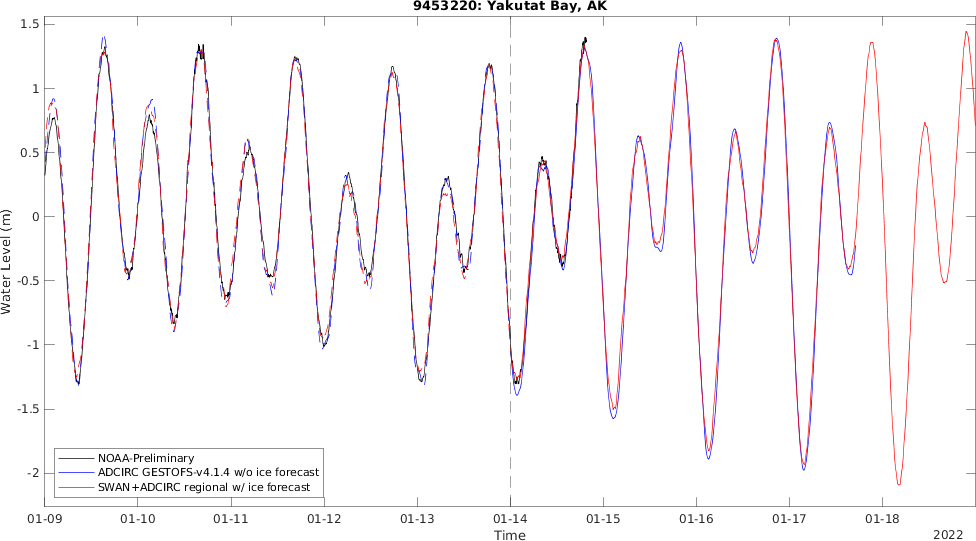 9453220: Yakutat Bay, AK
1.5
1
0.5
0
-0.5
-1
-1.5
-2
Water Level (m)
NOAA-Preliminary
ADCIRC GESTOFS-v4.1.4 w/o ice forecast
SWAN+ADCIRC regional w/ ice forecast
01-09 01-10 01-11 01-12 01-13 01-14 01-15 01-16 01-17 01-18
Time
2022